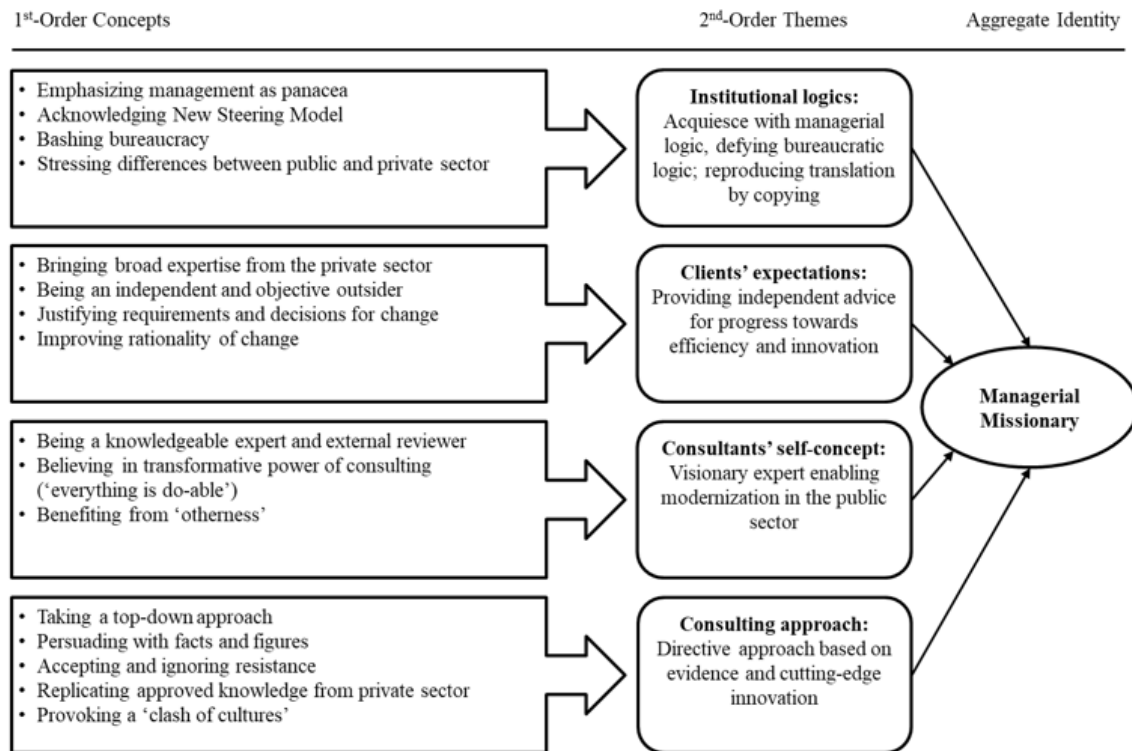 1st-Order Concepts
2nd-Order Themes
Aggregate Identity
• Emphasizing management as panacea
• Acknowledging New Steering Model
• Bashing bureaucracy
• Stressing differences between public and private sector
Institutional logics:
Acquiesce with managerial
logic, defying bureaucratic
logic; reproducing translation
by copying
• Bringing broad expertise from the private sector
• Being an independent and objective outsider
• Justifying requirements and decisions for change
• Improving rationality of change
Clients’ expectations:
Providing independent advice
for progress towards
efficiency and innovation
• Being a knowledgeable expert and external reviewer
• Believing in transformative power of consulting
(‘everything is do-able’)
• Benefiting from ‘otherness’
Consultants’ self-concept:
Visionary expert enabling
modernization in the public
sector
• Taking a top-down approach
• Persuading with facts and figures
• Accepting and ignoring resistance
• Replicating approved knowledge from private sector
• Provoking a ‘clash of cultures’
Consulting approach:
Directive approach based on
evidence and cutting-edge
innovation
Managerial
Missionary